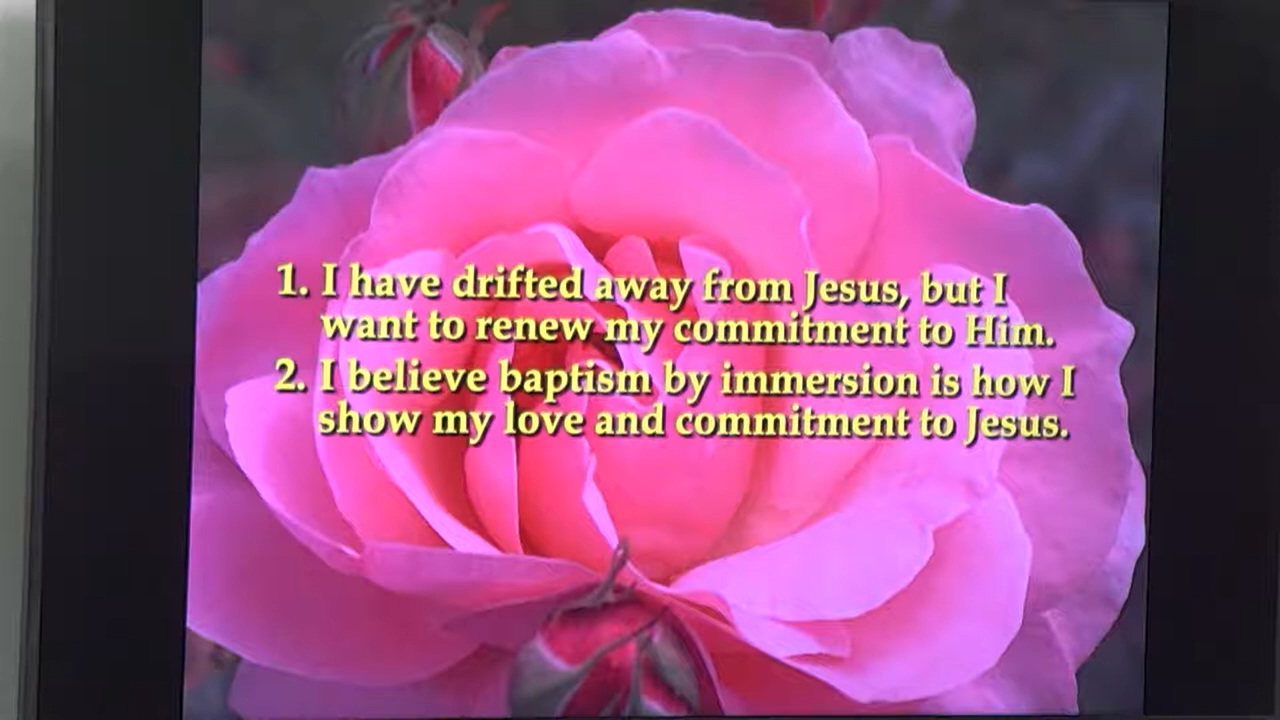 1. I have drifted away from Jesus, but I
want to renew my commitment to Him.
2. I believe baptism by immersion is how I
show my love and commitment to Jesus.